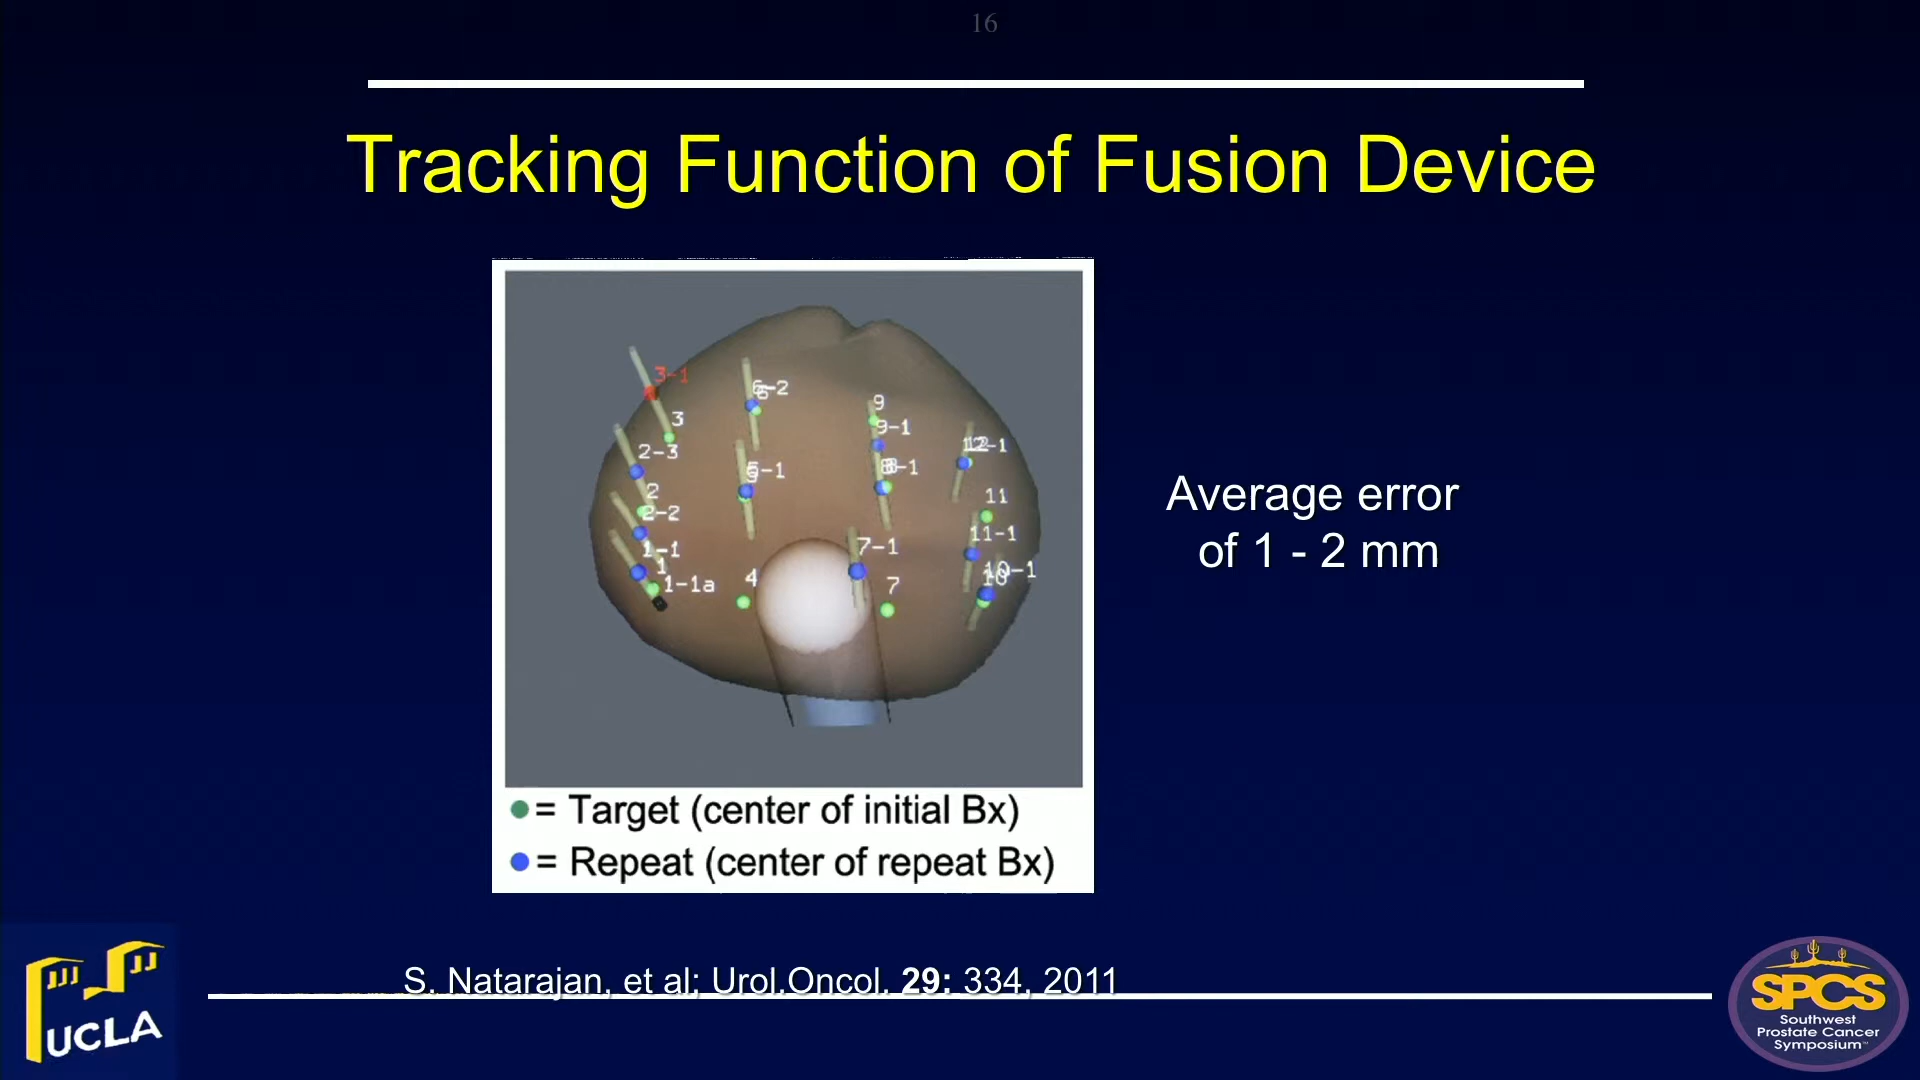 16
Tracking Function of Fusion Device
3-1
6-2
6
3
9
9-1
2-3
12-1
5-1
8-1
2
11
2-2
11-1
1-1
7-1
1
10-1
10
1-1a
4
7
Average error
of 1 - 2 mm
= Target (center of initial Bx)
= Repeat (center of repeat Bx)
S. Natarajan, et al; Urol.Oncol. 29: 334, 2011
UCLA
SPCS
Southwest
Prostate Cancer
Symposium